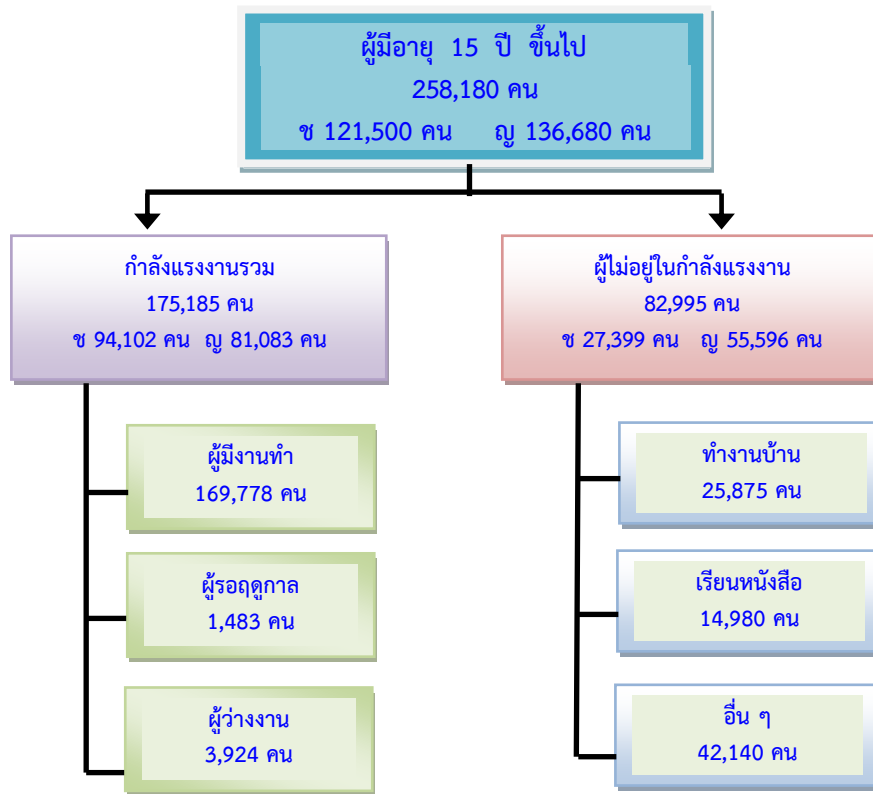 ผู้มีอายุ 15 ปี ขึ้นไป
258,180 คน
ช 121,500 คน ญ 136,680 คน
กำลังแรงงานรวม
175,185 คน
ช 94,102 คน ญ 81,083 คน
ผู้มีงานทำ
169,778 คน
ผู้รอฤดูกาล
1,483 คน
ผู้ว่างงาน
3,924 คน
ผู้ไม่อยู่ในกำลังแรงงาน
82,995 คน
ช 27,399 คน ญ 55,596 คน
ทำงานบ้าน
25,875 คน
เรียนหนังสือ
14,980 คน
อื่น ๆ
42,140 คน